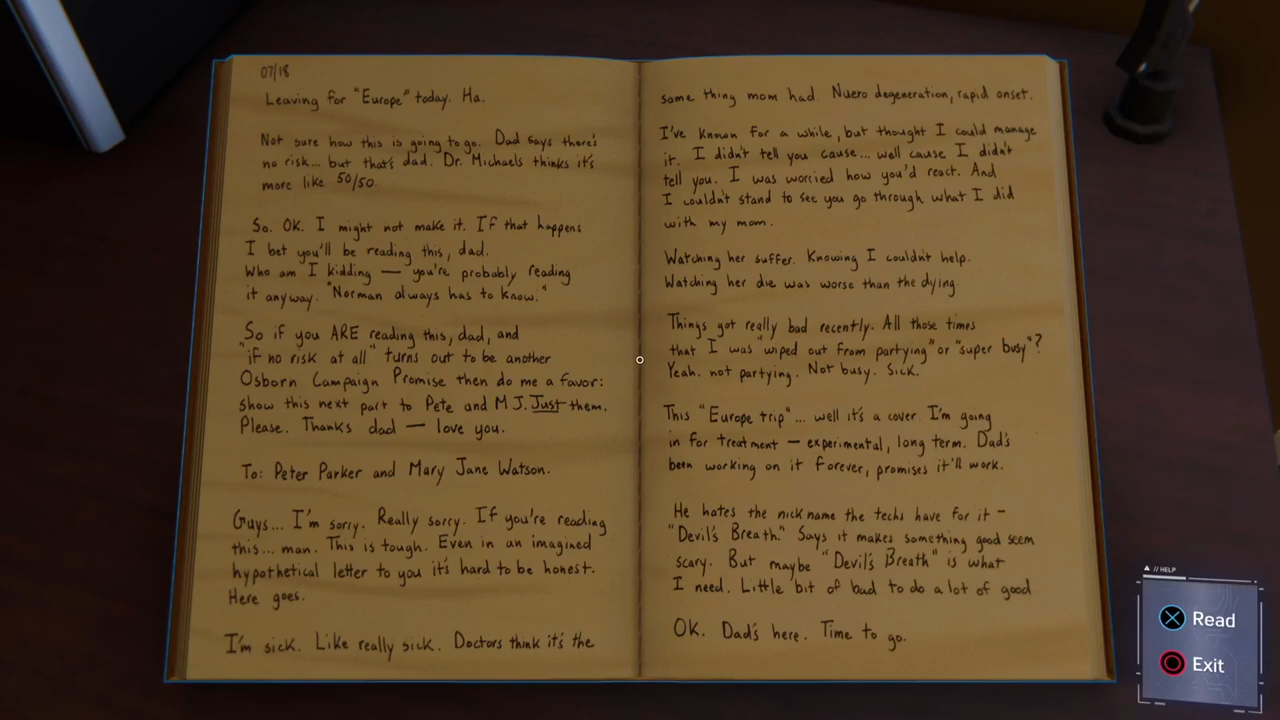 07/18
Leaving for "Europe" today. Ha.
Not sure how this is going to go. Dad says there's
no risk... but that's dad. Dr. Michaels thinks it's
more like 50/50.
So. OK. I might not make it. If that happens
I bet you'll be reading this, dad.
Who am I kidding — you're probably reading
it anyway. "Norman always has to know."
So if you ARE reading this, dad, and
"if no risk at all" turns out to be another
Osborn Campaign Promise then do me a favor:
show this next part to Pete and MJ. Just them.
Please. Thanks dad — love you.
To: Peter Parker and Mary Jane Watson.
Guys... I'm sorry. Really sorry. If you're reading
this... man. This is tough. Even in an imagined
hypothetical letter to you it's hard to be honest.
Here goes.
I'm sick. Like really sick. Doctors think it's the
same thing mom had. Nuero degeneration, rapid onset.
I've known for a while, but thought I could manage
it. I didn't tell you cause... well cause I didn't
tell you. I was worried how you'd react. And
I couldn't stand to see you go through what I did
with my mom.
Watching her suffer. Knowing I couldn't help.
Watching her die was worse than the dying.
Things got really bad recently. All those times
that I was "wiped out from partying" or "super busy"?
Yeah. not partying. Not busy. Sick.
This "Europe trip"... well it's a cover. I'm going
in for treatment — experimental, long term. Dad's
been working on it forever, promises it'll work.
He hates the nickname the techs have for it -
"Devil's Breath." Says it makes something good seem
scary. But maybe "Devil's Breath" is what
I need. Little bit of bad to do a lot of good.
OK. Dad's here. Time to go.
// HELP
Read
Exit